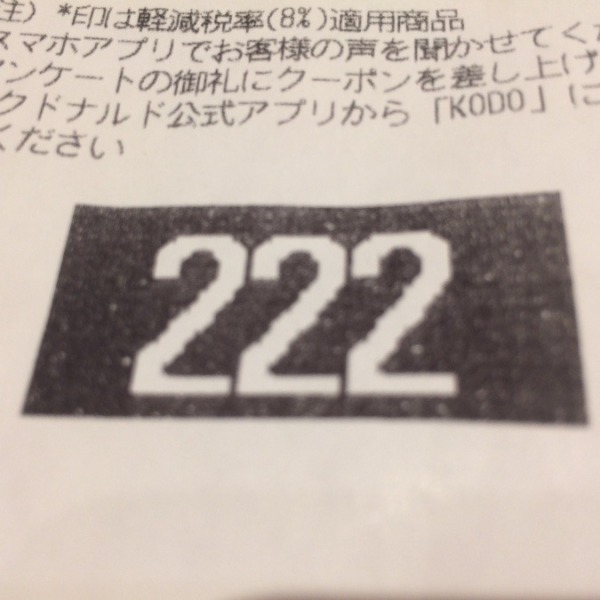 注) *印は軽減税率(8%)適用商品
スマホアプリでお客様の声を聞かせてくだ
アンケートの御礼にクーポンを差し上げ
クドナルド公式アプリから「KODO」に
ください
222